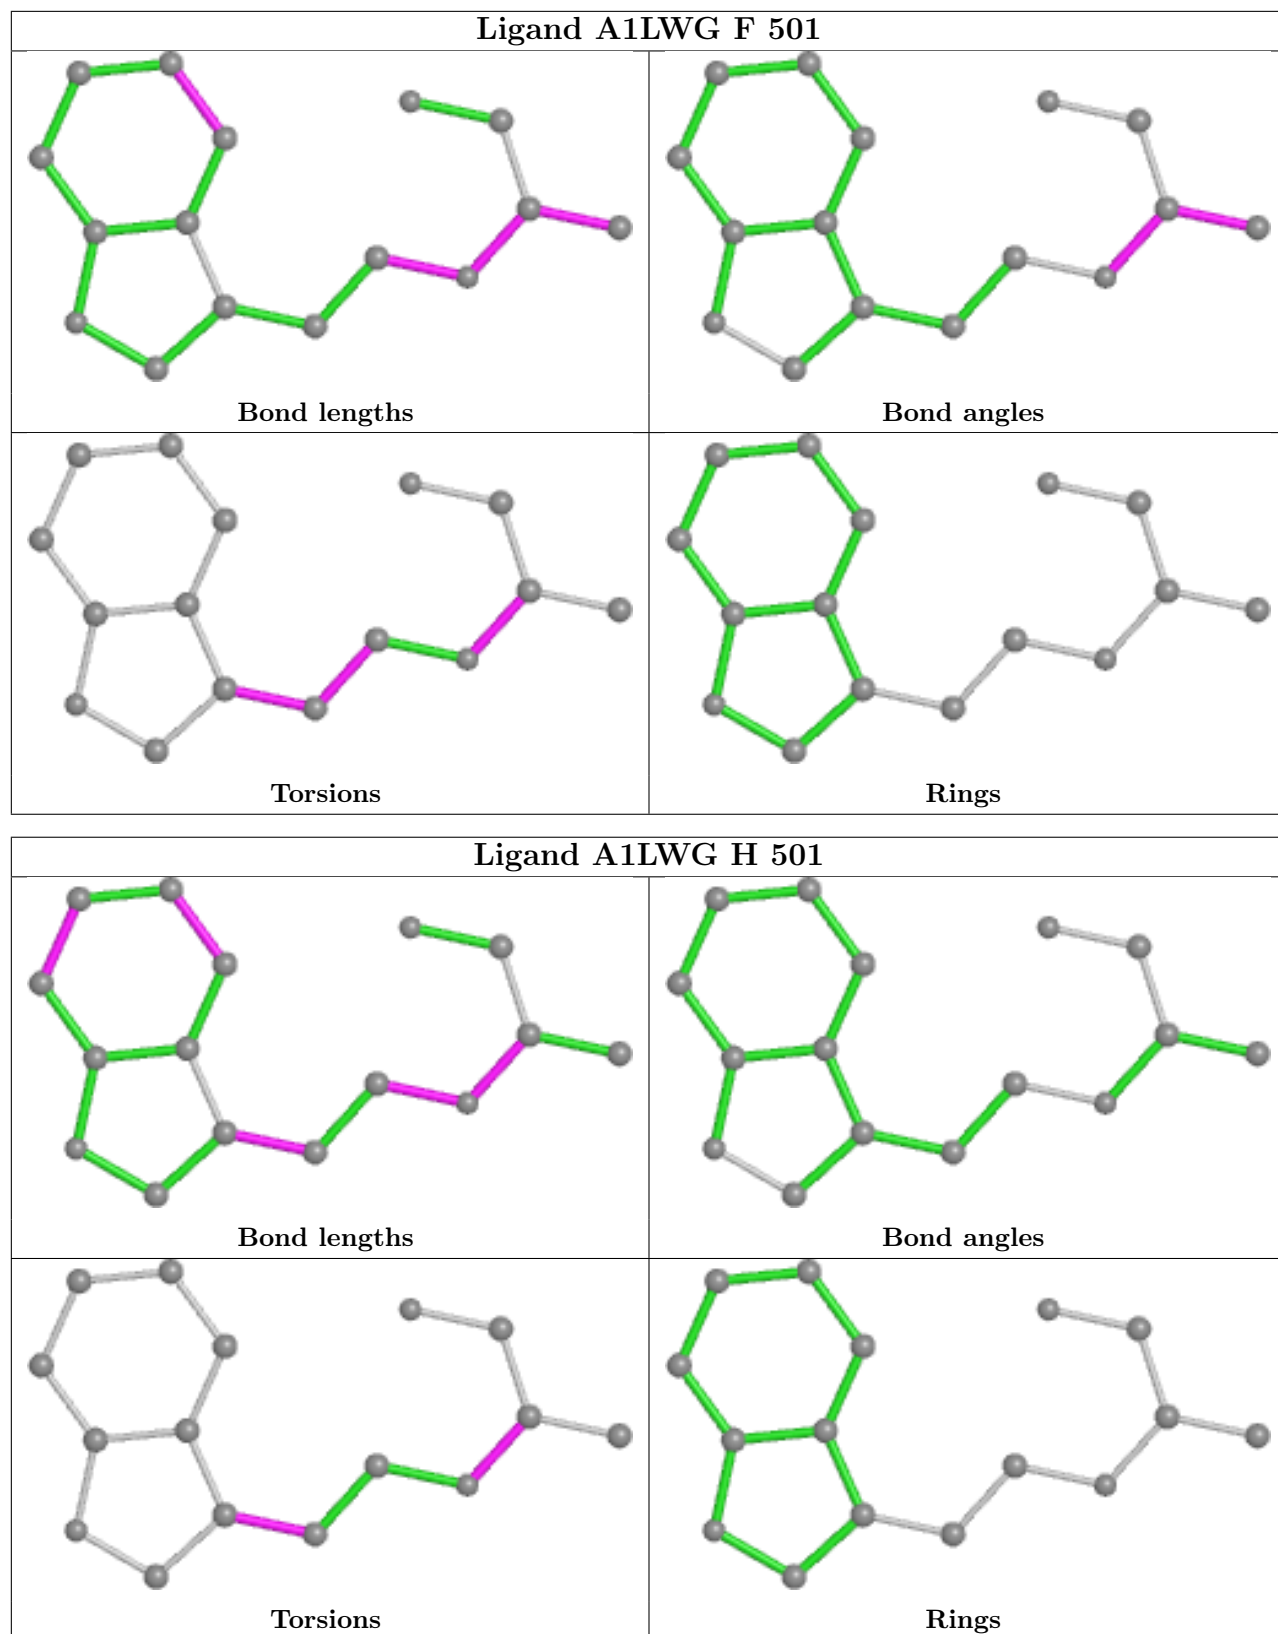 Ligand A1LWG F 501
Bond lengths
Bond angles
Torsions
Rings
Ligand A1LWG H 501
Bond lengths
Bond angles
Torsions
Rings